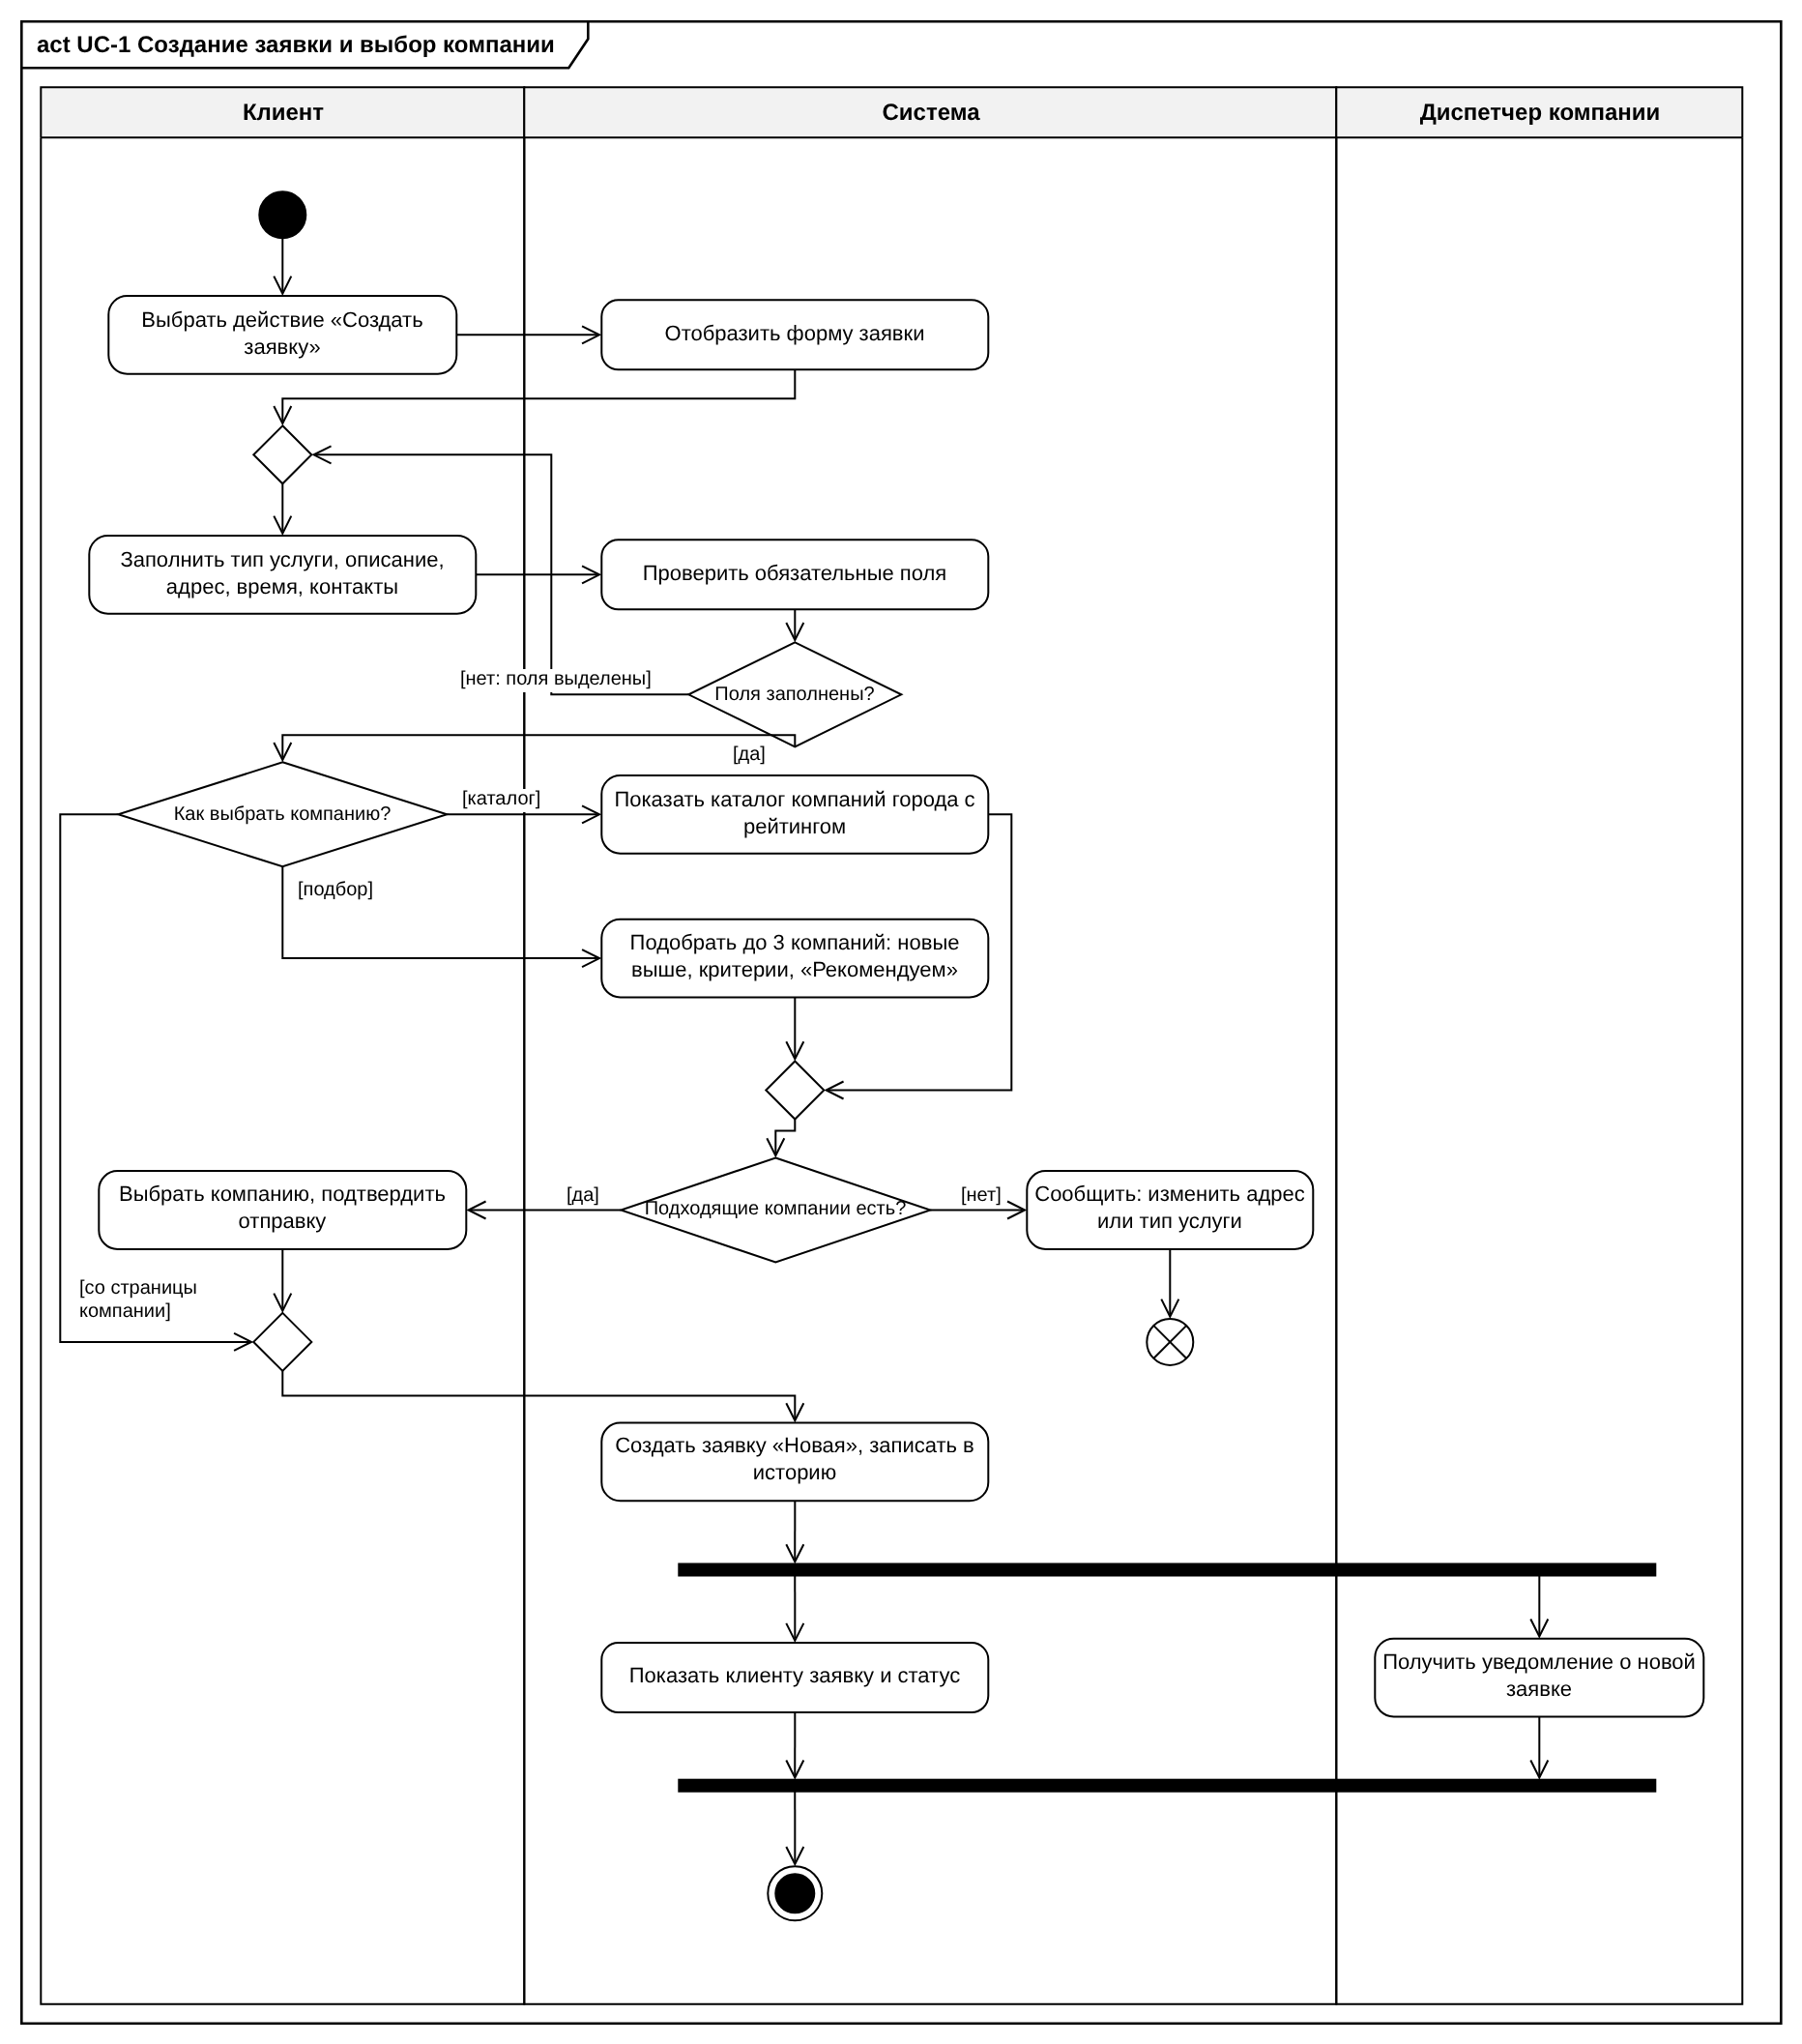 act UC-1 Создание заявки и выбор компании
Клиент
Система
Диспетчер компании
Выбрать действие «Создать
заявку»
Отобразить форму заявки
Заполнить тип услуги, описание,
адрес, время, контакты
Проверить обязательные поля
[нет: поля выделены]
Поля заполнены?
[да]
Как выбрать компанию?
[каталог]
Показать каталог компаний города с
рейтингом
[подбор]
Подобрать до 3 компаний: новые
выше, критерии, «Рекомендуем»
Выбрать компанию, подтвердить
отправку
[да]
Подходящие компании есть?
[нет]
Сообщить: изменить адрес
или тип услуги
[со страницы
компании]
Создать заявку «Новая», записать в
историю
Показать клиенту заявку и статус
Получить уведомление о новой
заявке